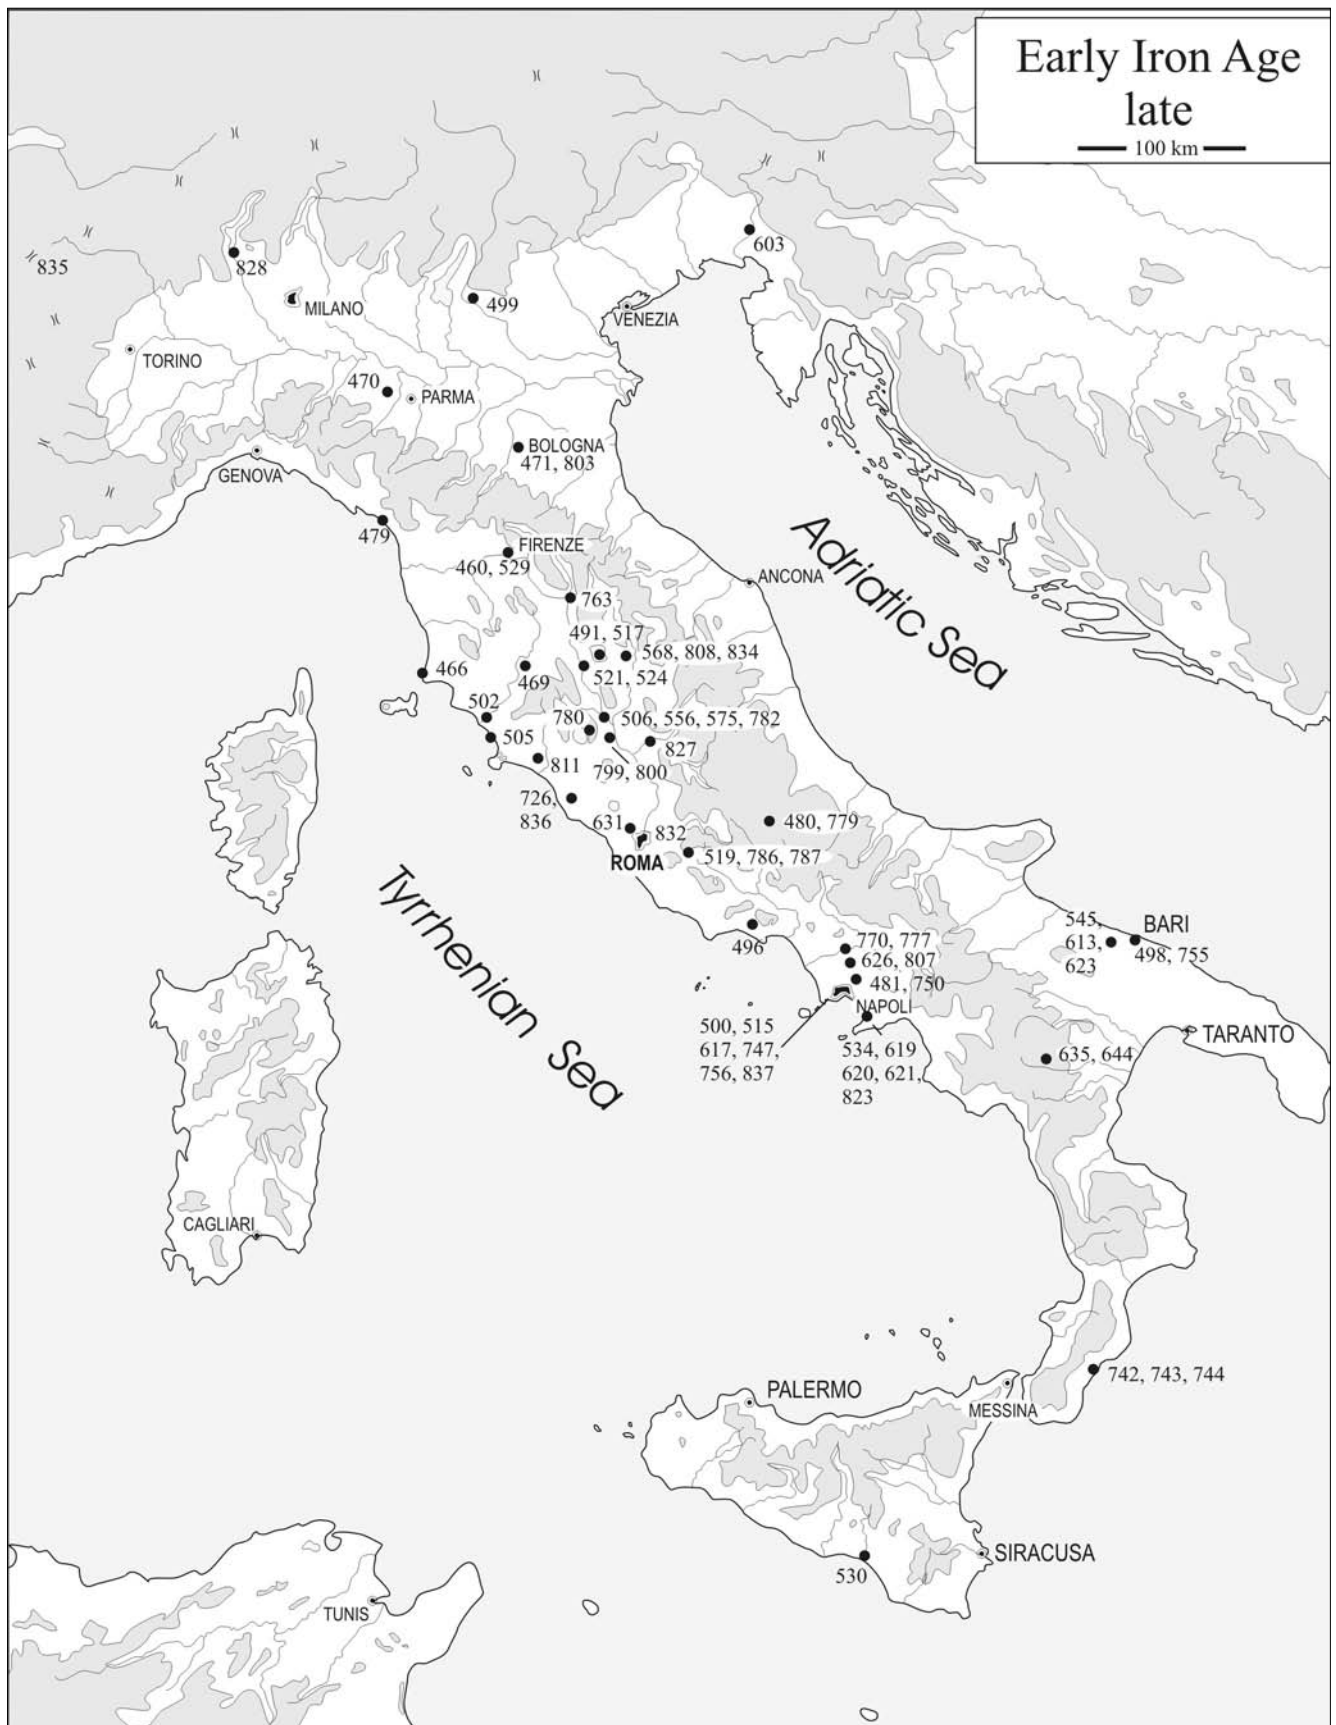 Early Iron Age
late
100 km
603
835
828
MILANO
499
VENEZIA
TORINO
470
PARMA
BOLOGNA
471, 803
GENOVA
479
FIRENZE
460, 529
ANCONA
Adriatic Sea
763
491, 517
568, 808, 834
466
469
521, 524
502
780
506, 556, 575, 782
505
827
811
799, 800
726,
836
631
832
ROMA
480, 779
519, 786, 787
Tyrrhenian Sea
496
770, 777
626, 807
481, 750
NAPOLI
545,
613,
623
BARI
498, 755
500, 515
617, 747,
756, 837
534, 619
620, 621,
823
TARANTO
635, 644
CAGLIARI
742, 743, 744
PALERMO
MESSINA
SIRACUSA
530
TUNIS